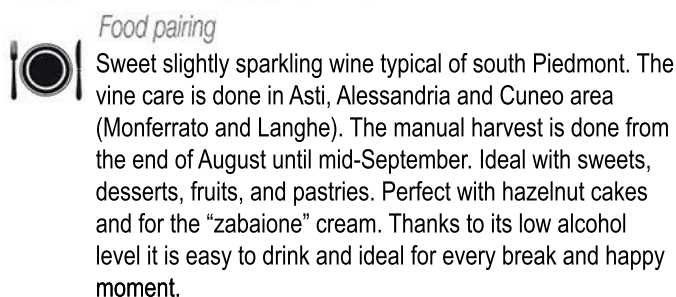 Food pairing
Sweet slightly sparkling wine typical of south Piedmont. The
vine care is done in Asti, Alessandria and Cuneo area
(Monferrato and Langhe). The manual harvest is done from
the end of August until mid-September. Ideal with sweets,
desserts, fruits, and pastries. Perfect with hazelnut cakes
and for the “zabaione” cream. Thanks to its low alcohol
level it is easy to drink and ideal for every break and happy
moment.